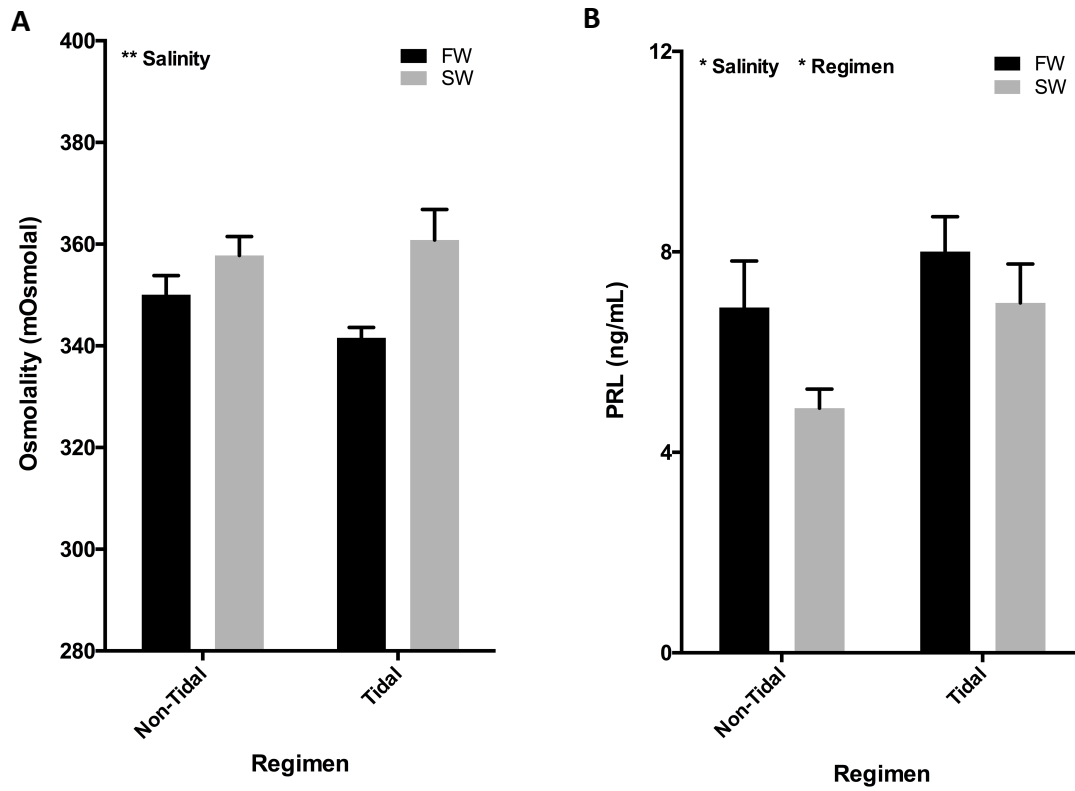 A
400
380
360
340
320
300
280
Osmolality (mOsmolal)
** Salinity
FW
SW
Non-Tidal
Tidal
Regimen
B
12
8
4
0
PRL (ng/mL)
* Salinity * Regimen
FW
SW
Non-Tidal
Tidal
Regimen